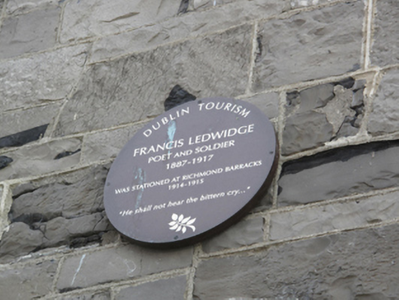 DUBLIN TOURISM
FRANCIS LEDWIDGE
POET AND SOLDIER
1887-1917
WAS STATIONED AT RICHMOND BARRACKS
1914-1915
"He shall not hear the bittern cry..."